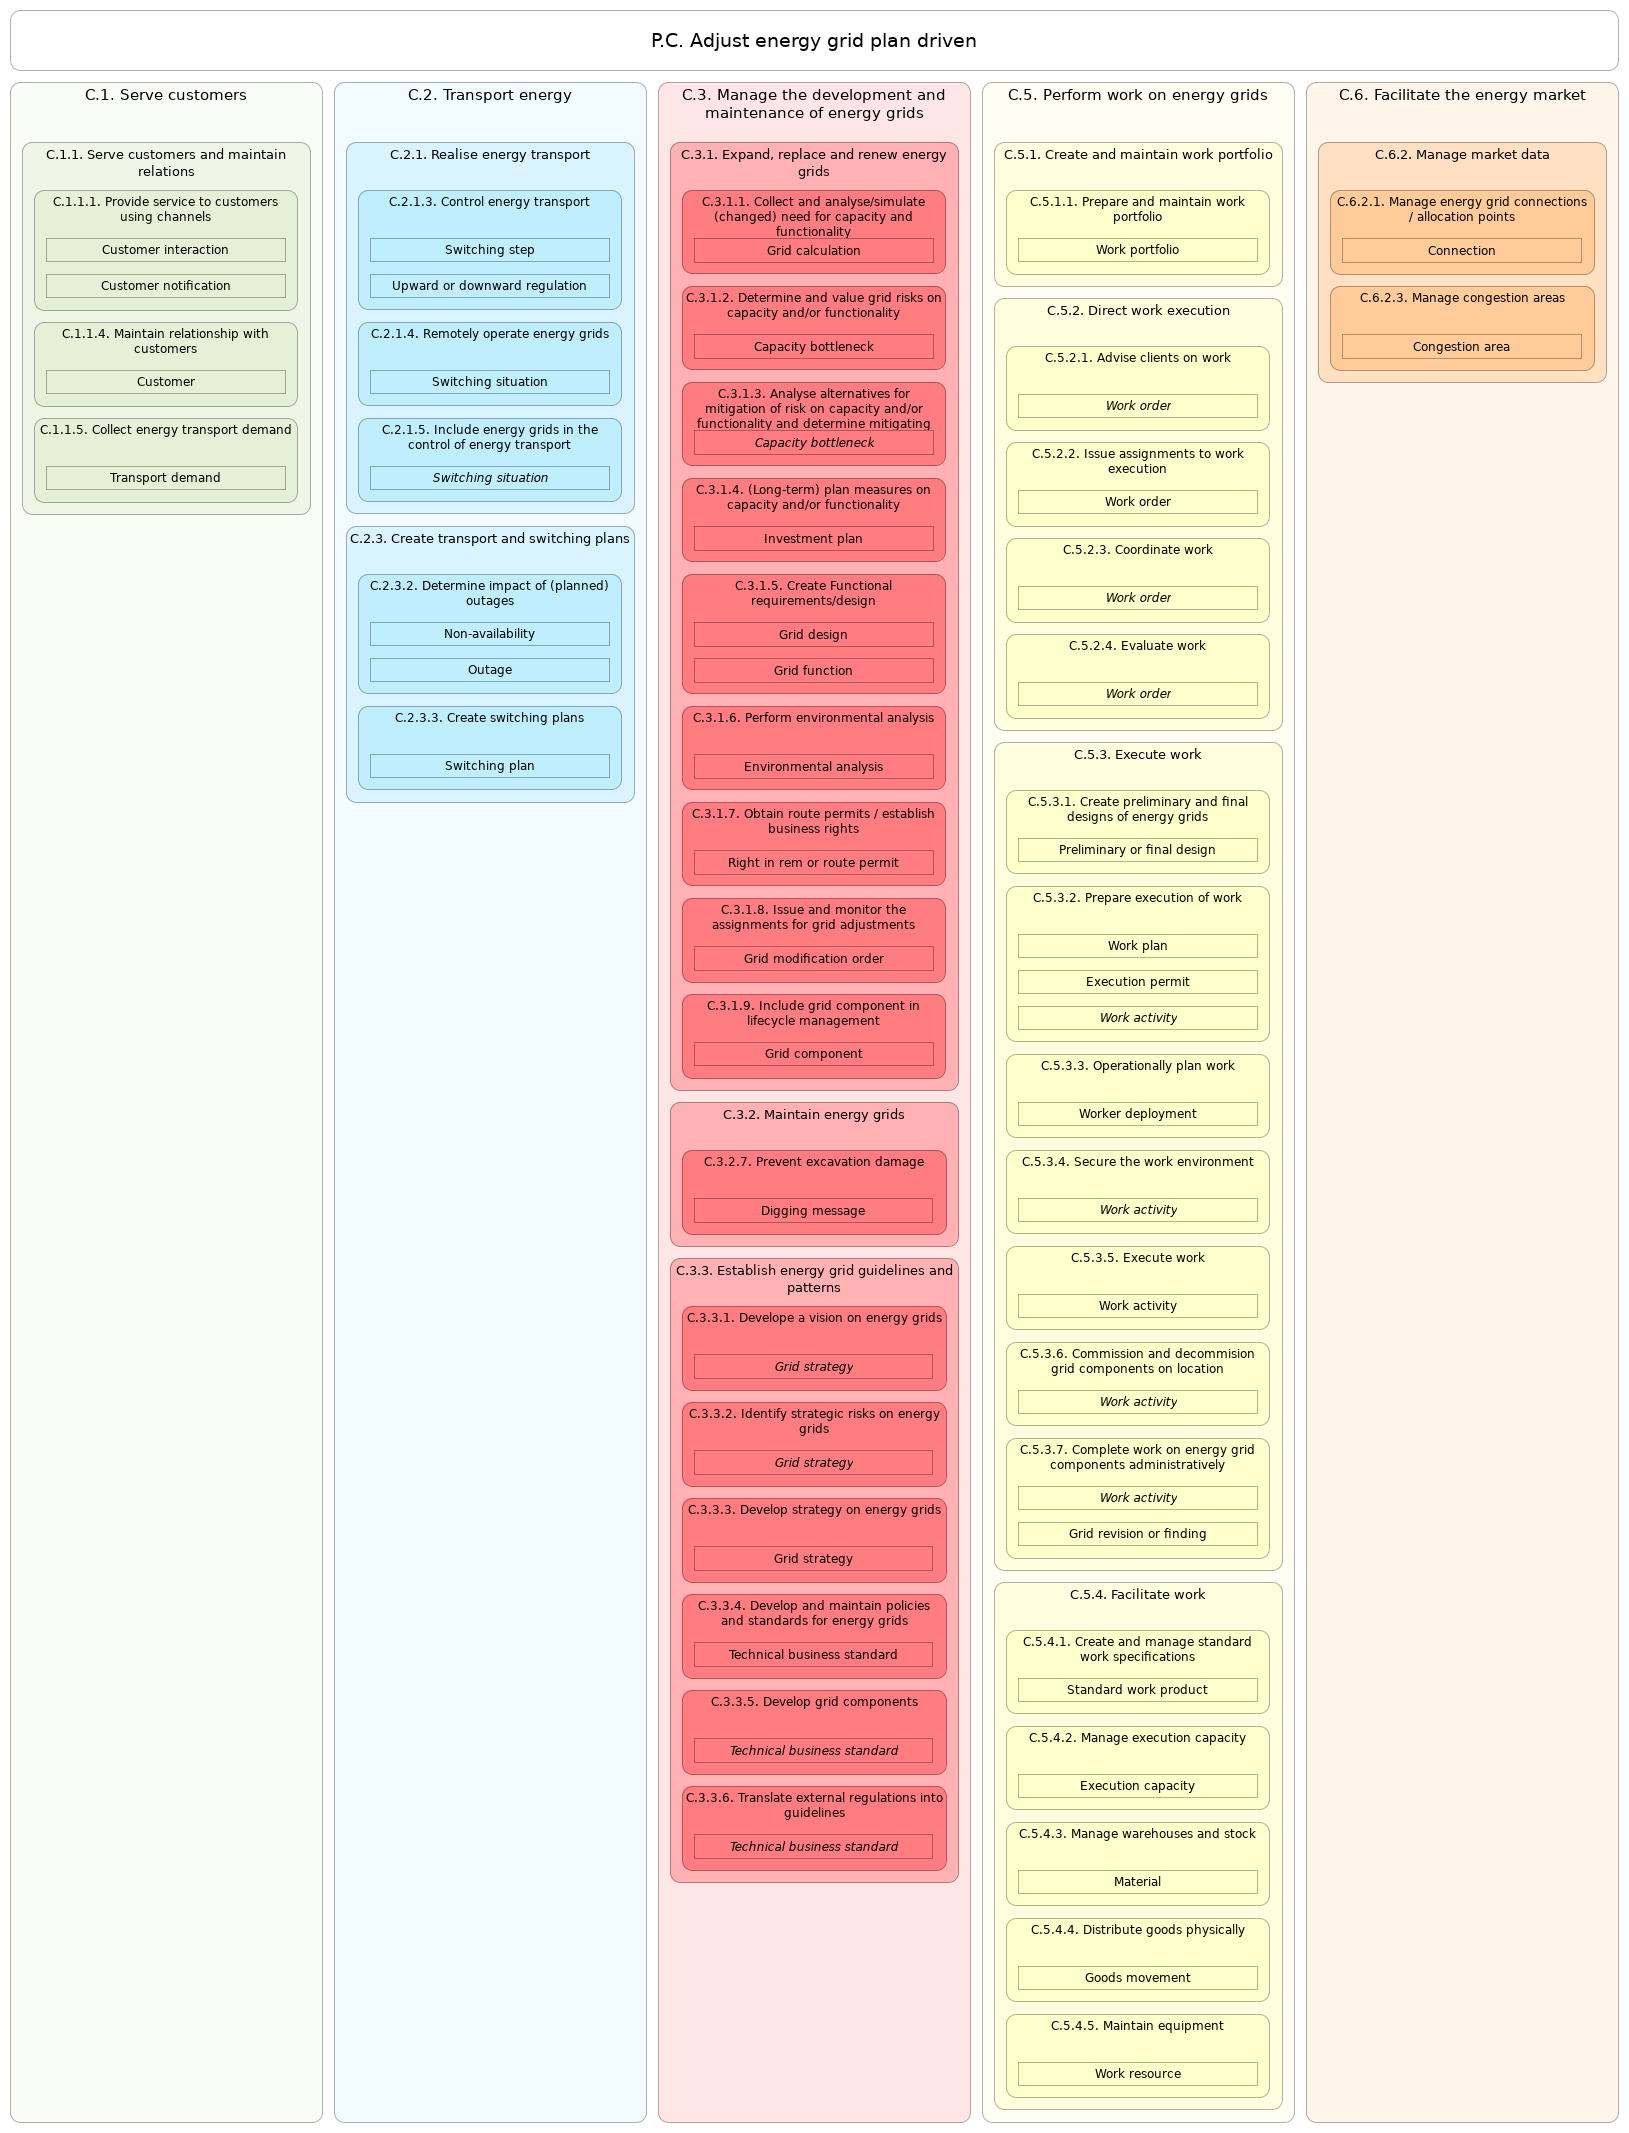 P.C. Adjust energy grid plan driven
C.1. Serve customers
C.1.1. Serve customers and maintain
relations
C.1.1.1. Provide service to customers
using channels
Customer interaction
Customer notification
C.1.1.4. Maintain relationship with
customers
Customer
C.1.1.5. Collect energy transport demand
Transport demand
C.2. Transport energy
C.2.1. Realise energy transport
C.2.1.3. Control energy transport
Switching step
Upward or downward regulation
C.2.1.4. Remotely operate energy grids
Switching situation
C.2.1.5. Include energy grids in the
control of energy transport
Switching situation
C.2.3. Create transport and switching plans
C.2.3.2. Determine impact of (planned)
outages
Non-availability
Outage
C.2.3.3. Create switching plans
Switching plan
C.3. Manage the development and
maintenance of energy grids
C.3.1. Expand, replace and renew energy
grids
C.3.1.1. Collect and analyse/simulate
(changed) need for capacity and
functionality
Grid calculation
C.3.1.2. Determine and value grid risks on
capacity and/or functionality
Capacity bottleneck
C.3.1.3. Analyse alternatives for
mitigation of risk on capacity and/or
functionality and determine mitigating
Capacity bottleneck
C.3.1.4. (Long-term) plan measures on
capacity and/or functionality
Investment plan
C.3.1.5. Create Functional
requirements/design
Grid design
Grid function
C.3.1.6. Perform environmental analysis
Environmental analysis
C.3.1.7. Obtain route permits / establish
business rights
Right in rem or route permit
C.3.1.8. Issue and monitor the
assignments for grid adjustments
Grid modification order
C.3.1.9. Include grid component in
lifecycle management
Grid component
C.3.2. Maintain energy grids
C.3.2.7. Prevent excavation damage
Digging message
C.3.3. Establish energy grid guidelines and
patterns
C.3.3.1. Develope a vision on energy grids
Grid strategy
C.3.3.2. Identify strategic risks on energy
grids
Grid strategy
C.3.3.3. Develop strategy on energy grids
Grid strategy
C.3.3.4. Develop and maintain policies
and standards for energy grids
Technical business standard
C.3.3.5. Develop grid components
Technical business standard
C.3.3.6. Translate external regulations into
guidelines
Technical business standard
C.5. Perform work on energy grids
C.5.1. Create and maintain work portfolio
C.5.1.1. Prepare and maintain work
portfolio
Work portfolio
C.5.2. Direct work execution
C.5.2.1. Advise clients on work
Work order
C.5.2.2. Issue assignments to work
execution
Work order
C.5.2.3. Coordinate work
Work order
C.5.2.4. Evaluate work
Work order
C.5.3. Execute work
C.5.3.1. Create preliminary and final
designs of energy grids
Preliminary or final design
C.5.3.2. Prepare execution of work
Work plan
Execution permit
Work activity
C.5.3.3. Operationally plan work
Worker deployment
C.5.3.4. Secure the work environment
Work activity
C.5.3.5. Execute work
Work activity
C.5.3.6. Commission and decommision
grid components on location
Work activity
C.5.3.7. Complete work on energy grid
components administratively
Work activity
Grid revision or finding
C.5.4. Facilitate work
C.5.4.1. Create and manage standard
work specifications
Standard work product
C.5.4.2. Manage execution capacity
Execution capacity
C.5.4.3. Manage warehouses and stock
Material
C.5.4.4. Distribute goods physically
Goods movement
C.5.4.5. Maintain equipment
Work resource
C.6. Facilitate the energy market
C.6.2. Manage market data
C.6.2.1. Manage energy grid connections
/ allocation points
Connection
C.6.2.3. Manage congestion areas
Congestion area